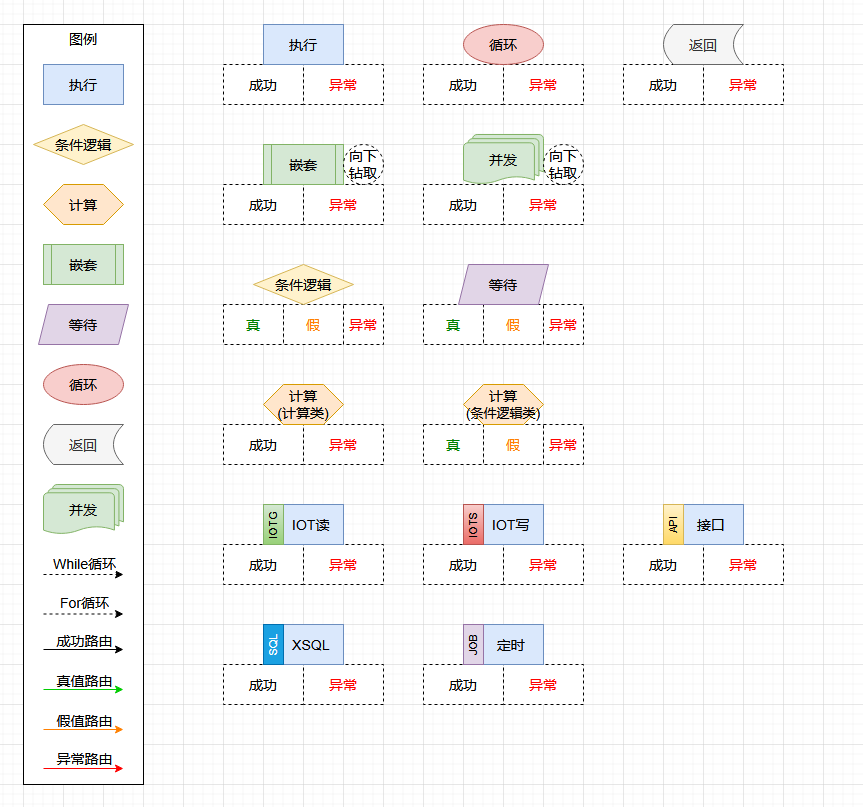 图例
执行
条件逻辑
计算
嵌套
等待
循环
返回
并发
While循环
For循环
成功路由
真值路由
假值路由
异常路由
执行
成功
异常
循环
成功
异常
返回
成功
异常
嵌套
向下
钻取
成功
异常
并发
向下
钻取
成功
异常
条件逻辑
真
假
异常
等待
真
假
异常
计算
(计算类)
成功
异常
计算
(条件逻辑类)
真
假
异常
IOTG
IOT读
成功
异常
IOTS
IOT写
成功
异常
API
接口
成功
异常
SQL
XSQL
成功
异常
JOB
定时
成功
异常